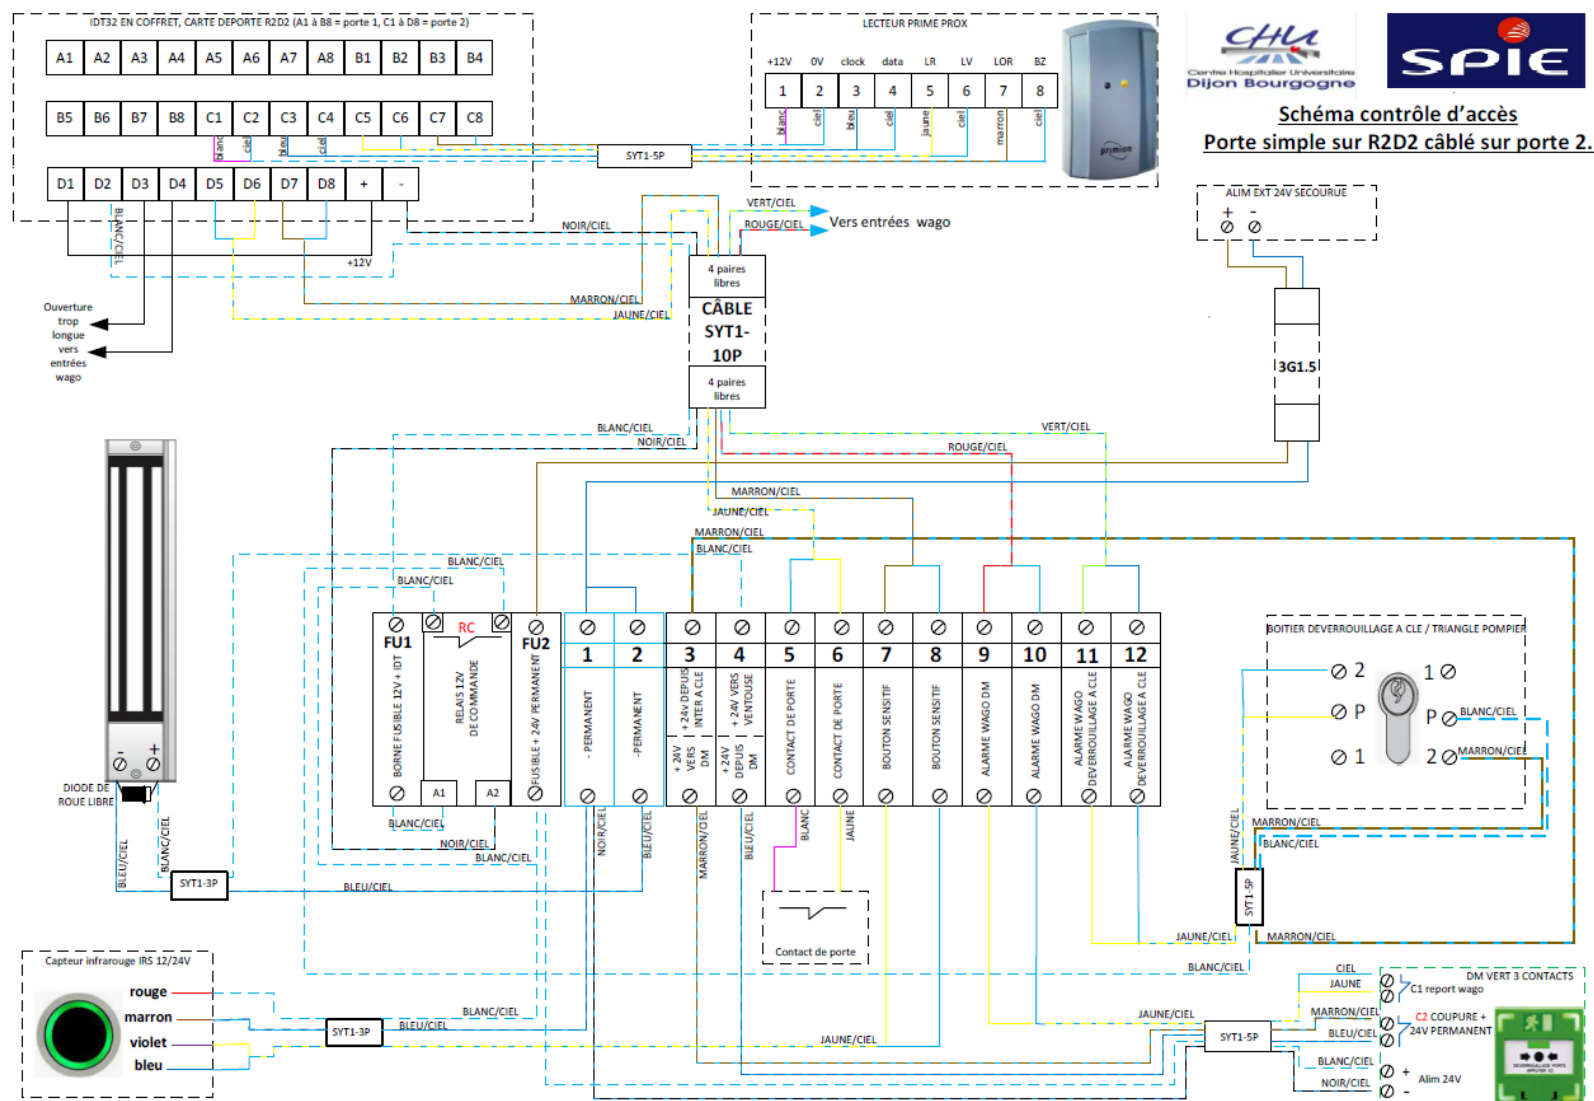 IDT32 EN COFFRET, CARTE DEPORTE R2D2 (A1 à B8 = porte 1, C1 à D8 = porte 2)
A1 A2 A3 A4 A5 A6 A7 A8 B1 B2 B3 B4
B5 B6 B7 B8 C1 C2 C3 C4 C5 C6 C7 C8
blanc ciel bleu ciel
D1 D2 D3 D4 D5 D6 D7 D8 + -
SYT1-5P
LECTEUR PRIME PROX
+12V 0V clock data LR LV LOR BZ
1 2 3 4 5 6 7 8
blanc ciel bleu ciel jaune ciel marron ciel
primion
CHU
Centre Hospitalier Universitaire
Dijon Bourgogne
SPIE
Schéma contrôle d’accès
Porte simple sur R2D2 câblé sur porte 2.
ALIM EXT 24V SECOURUE
+ -
3G1.5
BLANC/CIEL
NOIR/CIEL
VERT/CIEL
ROUGE/CIEL
Vers entrées wago
+12V
MARRON/CIEL
JAUNE/CIEL
Ouverture
trop
longue
vers
entrées
wago
4 paires
libres
CÂBLE
SYT1-
10P
4 paires
libres
BLANC/CIEL
NOIR/CIEL
VERT/CIEL
ROUGE/CIEL
MARRON/CIEL
JAUNE/CIEL
MARRON/CIEL
BLANC/CIEL
BLANC/CIEL
BLANC/CIEL
FU1
RC
FU2
1 2 3 4 5 6 7 8 9 10 11 12
BORNE FUSIBLE 12V + IDT
RELAIS 12V
DE COMMANDE
FUSIBLE + 24V PERMANENT
- PERMANENT
-PERMANENT
+24v DEPUIS
INTER A CLE
+ 24V
VERS
DM
+ 24V VERS
VENTOUSE
+24V
DEPUIS
DM
CONTACT DE PORTE
CONTACT DE PORTE
BOUTON SENSITIF
BOUTON SENSITIF
ALARME WAGO DM
ALARME WAGO DM
ALARME WAGO
DEVERROUILLAGE A CLE
ALARME WAGO
DEVERROUILLAGE A CLE
A1 A2
BLANC/CIEL
NOIR/CIEL
BLANC/CIEL
NOIR/CIEL
BLEU/CIEL
MARRON/CIEL
BLEU/CIEL
BLANC
JAUNE
Contact de porte
- +
DIODE DE
ROUE LIBRE
BLEU/CIEL
BLANC/CIEL
SYT1-3P
BLEU/CIEL
BOITIER DEVERROUILLAGE A CLE / TRIANGLE POMPIER
2 1
P P
1 2
BLANC/CIEL
MARRON/CIEL
JAUNE/CIEL
MARRON/CIEL
BLANC/CIEL
SYT1-5P
JAUNE/CIEL
MARRON/CIEL
BLANC/CIEL
Capteur infrarouge IRS 12/24V
rouge
marron
violet
bleu
SYT1-3P
BLANC/CIEL
BLEU/CIEL
JAUNE/CIEL
JAUNE/CIEL
SYT1-5P
CIEL
JAUNE
MARRON/CIEL
BLEU/CIEL
BLANC/CIEL
NOIR/CIEL
DM VERT 3 CONTACTS
C1 report wago
C2 COUPURE +
24V PERMANENT
+
Alim 24V
-